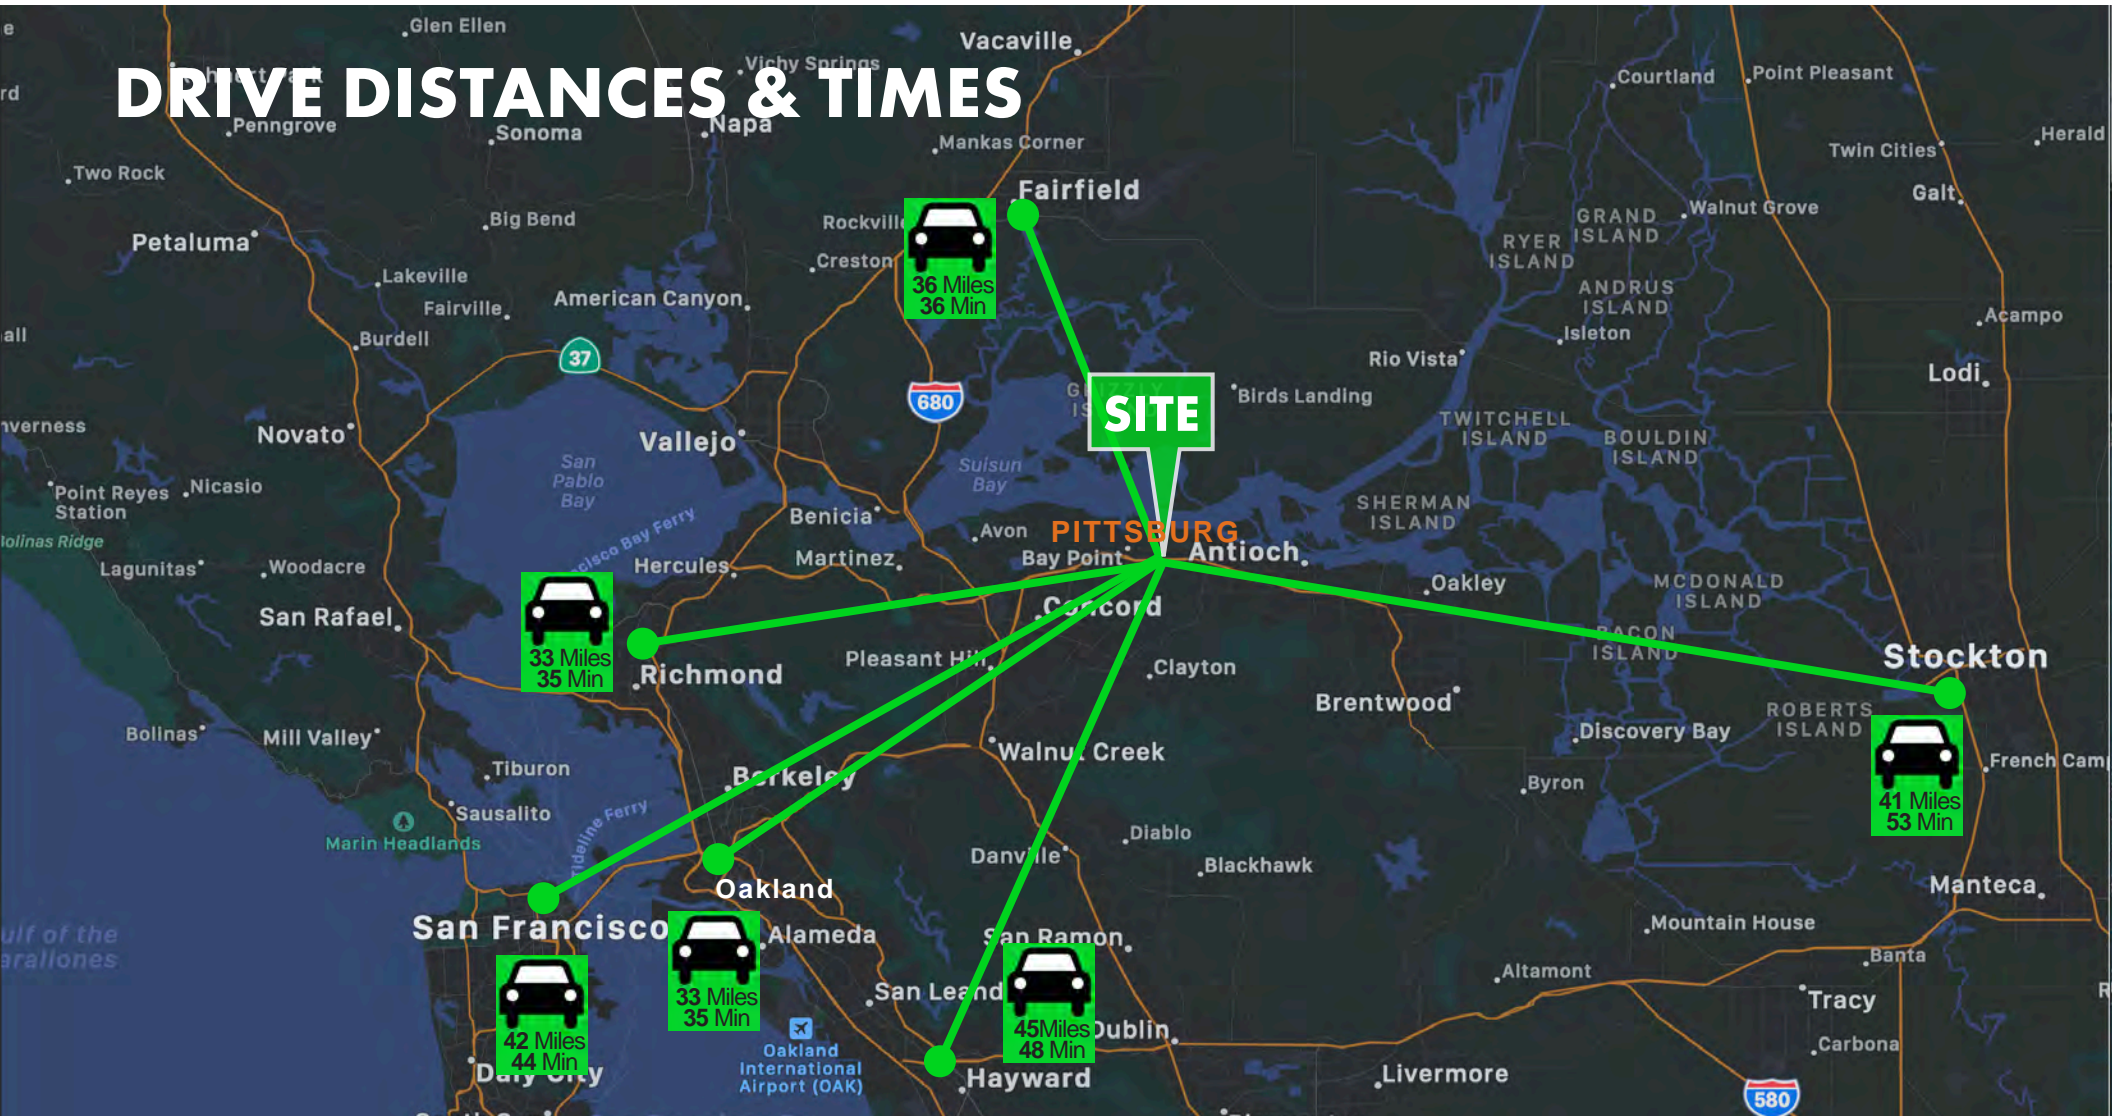 Glen Ellen
Vacaville
Vichy Springs
DRIVE DISTANCES & TIMES
Courtland
Point Pleasant
Penngrove
Sonoma
Napa
Mankas Corner
Herald
Twin Cities
Two Rock
Fairfield
Galt
Walnut Grove
GRAND
ISLAND
Big Bend
Petaluma
RYER
ISLAND
Creston
36 Miles
36 Min
Lakeville
American Canyon
Fairville
ANDRUS
ISLAND
Acampo
Isleton
Burdell
37
Rio Vista
Lodi
680
SITE
Birds Landing
Novato
Vallejo
TWITCHELL
ISLAND
BOULDIN
ISLAND
San
Pablo
Bay
Suisun
Bay
Point Reyes
Station
Nicasio
SHERMAN
ISLAND
Benicia
Avon
PITTSBURG
Antioch
Bay Point
Martinez
Hercules
Lagunitas
Woodacre
Oakley
MCDONALD
ISLAND
Concord
San Rafael
BACON
ISLAND
33 Miles
35 Min
Richmond
Pleasant Hill
Clayton
Stockton
Brentwood
ROBERTS
ISLAND
Bolinas
Mill Valley
Discovery Bay
Walnut Creek
French Camp
Tiburon
Berkeley
Byron
41 Miles
53 Min
Sausalito
Marin Headlands
Diablo
Danville
Blackhawk
Oakland
Manteca
San Francisco
Alameda
San Ramon
Mountain House
Banta
Altamont
33 Miles
35 Min
Tracy
42 Miles
44 Min
45Miles
48 Min
Dublin
Carbona
Oakland
International
Airport (OAK)
Daly City
Hayward
Livermore
580